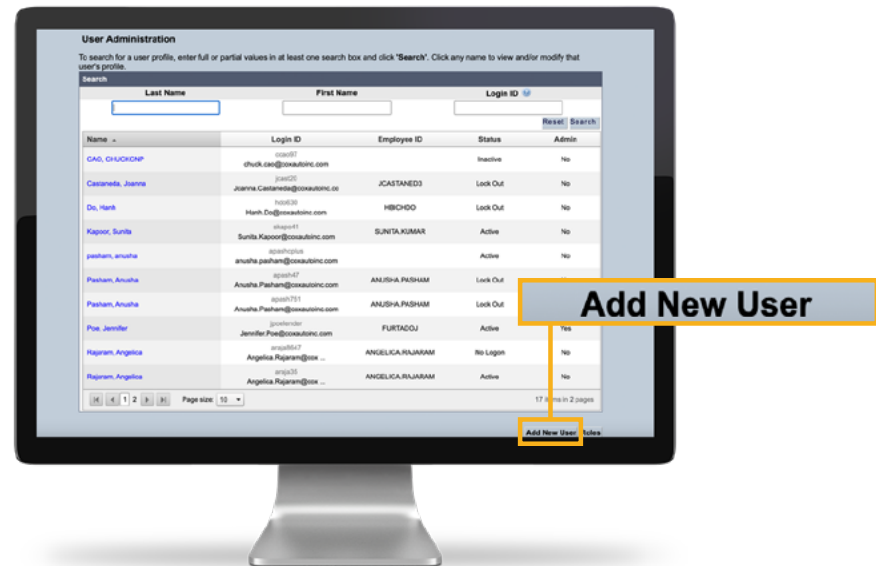 User Administration
To search for a user profile, enter full or partial values in at least one search box and click 'Search'. Click any name to view and/or modify that
user's profile.
Search
Last Name First Name Login ID
Reset Search
Name Login ID Employee ID Status Admin
CAO, CHUCKCNP ccao97 Inactive No
chuck.cao@coxautoinc.com
Castaneda, Joanna jcast25 JCASTANED3 Lock Out No
Joanna.Castaneda@coxautoinc.co
Do, Hanh hdo639 HBICHDO Lock Out No
Hanh.Do@coxautoinc.com
Kapoor, Sunita SUNITA.KUMAR Active No
Sunita.Kapoor@coxautoinc.com
pasham, anusha apashcplus Active No
anusha.pasham@coxautoinc.com
Pasham, Anusha apash47 ANUSHA.PASHAM Lock Out
Anusha.Pasham@coxautoinc.com
Pasham, Anusha apash751 ANUSHA.PASHAM Lock Out
Anusha.Pasham@coxautoinc.com
Add New User
Poe, Jennifer jpoelender FURTADOJ Active Yes
Jennifer.Poe@coxautoinc.com
Rajaram, Angelica araja8647 ANGELICA.RAJARAM No Logon No
Angelica.Rajaram@cox ...
Rajaram, Angelica araja35 ANGELICA.RAJARAM Active No
Angelica.Rajaram@cox ...
1 2 Page size: 10 17 items in 2 pages
Add New User Roles